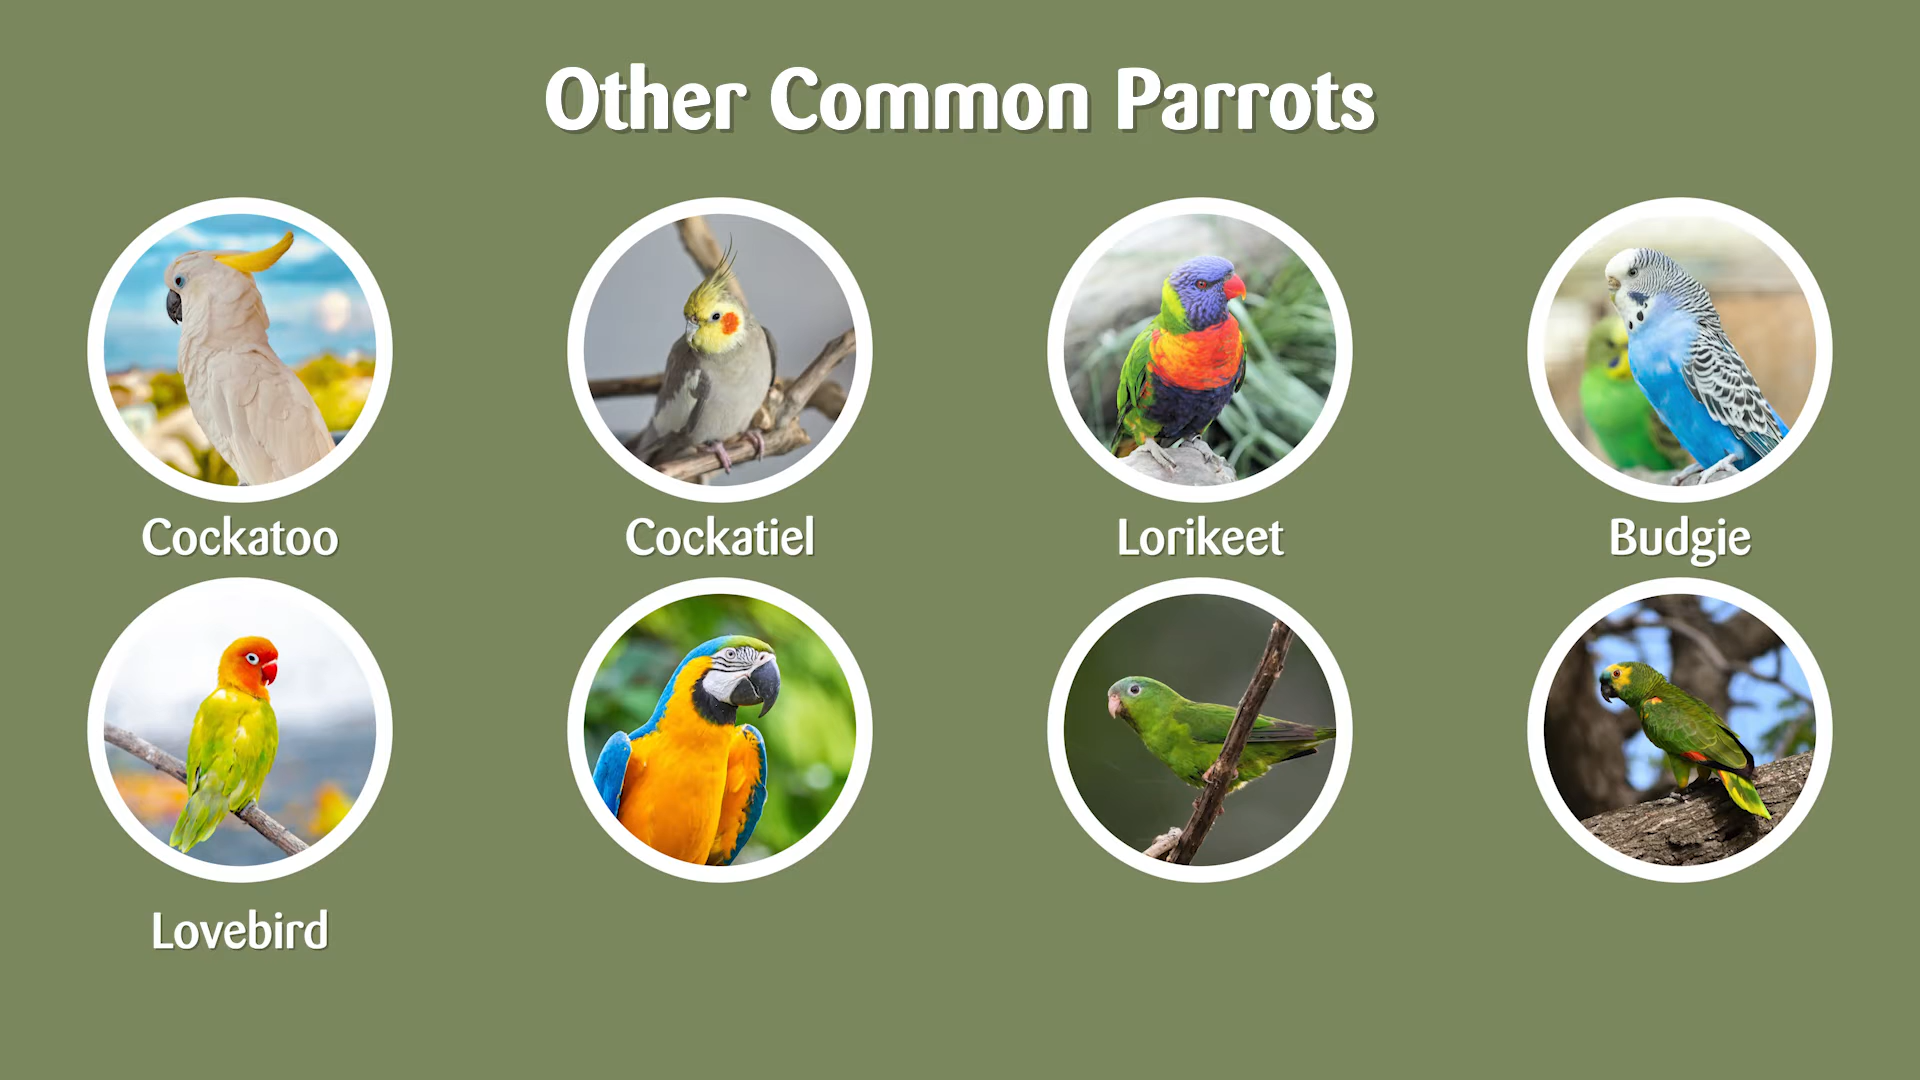 Other Common Parrots
Cockatoo
Cockatiel
Lorikeet
Budgie
Lovebird